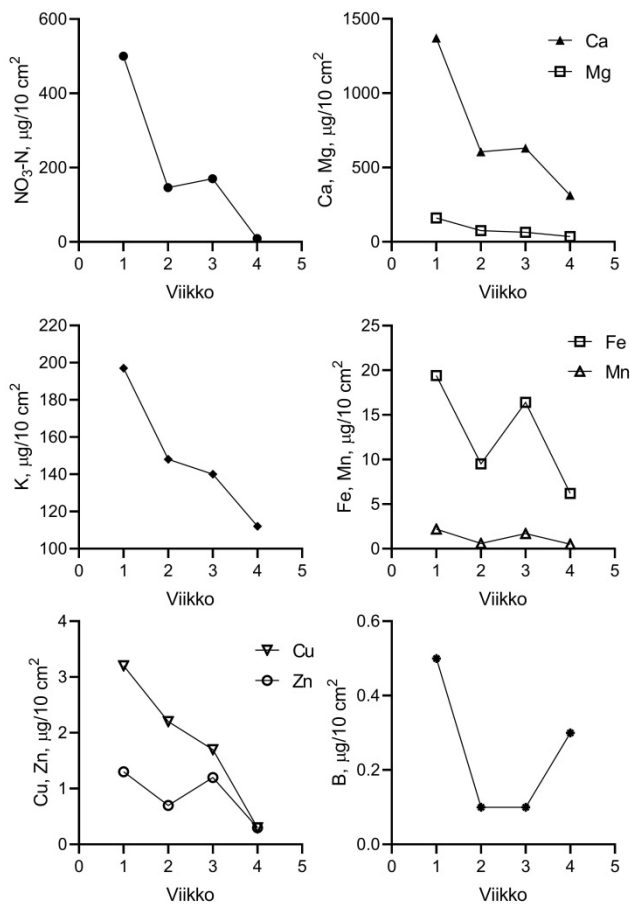 NO₃-N, µg/10 cm²
600
400
200
0
0 1 2 3 4 5
Viikko
Ca, Mg, µg/10 cm²
1500
1000
500
0
0 1 2 3 4 5
Viikko
Ca
Mg
K, µg/10 cm²
220
200
180
160
140
120
100
0 1 2 3 4 5
Viikko
Fe, Mn, µg/10 cm²
25
20
15
10
5
0
0 1 2 3 4 5
Viikko
Fe
Mn
Cu, Zn, µg/10 cm²
4
3
2
1
0
0 1 2 3 4 5
Viikko
Cu
Zn
B, µg/10 cm²
0.6
0.4
0.2
0.0
0 1 2 3 4 5
Viikko